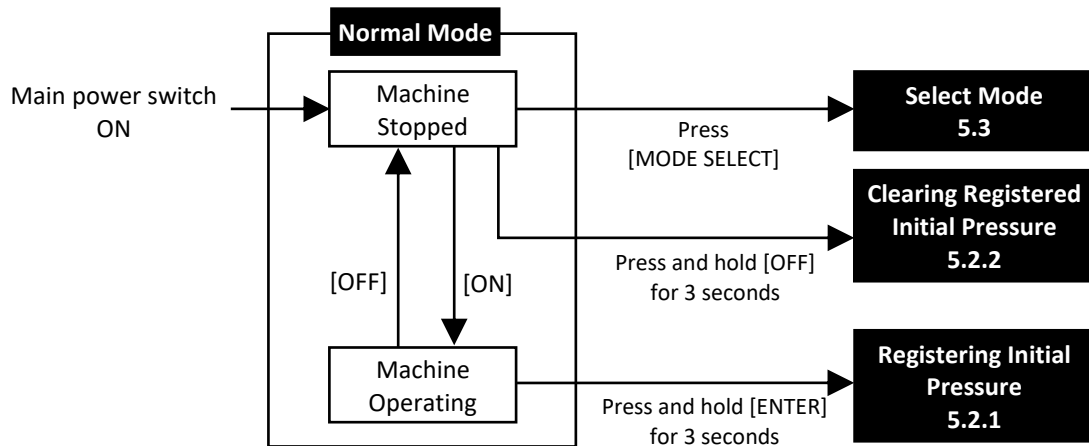 Normal Mode
Main power switch
ON
Machine
Stopped
Press
[MODE SELECT]
Select Mode
5.3
Clearing Registered
Initial Pressure
5.2.2
Press and hold [OFF]
for 3 seconds
[OFF]
[ON]
Machine
Operating
Press and hold [ENTER]
for 3 seconds
Registering Initial
Pressure
5.2.1